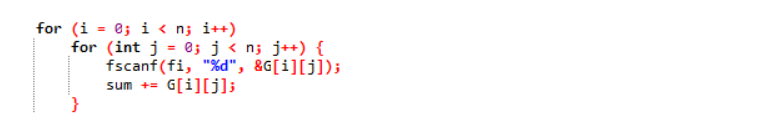 for (i = 0; i < n; i++)
    for (int j = 0; j < n; j++) {
        fscanf(fi, "%d", &G[i][j]);
        sum += G[i][j];
    }